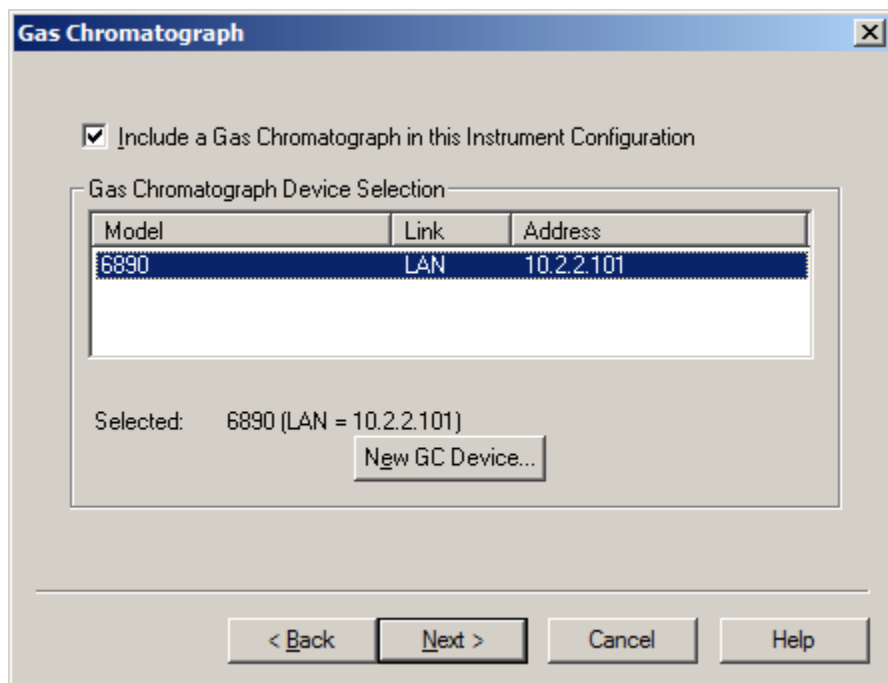 Gas Chromatograph
Include a Gas Chromatograph in this Instrument Configuration
Gas Chromatograph Device Selection
Model Link Address
6890 LAN 10.2.2.101
Selected: 6890 (LAN = 10.2.2.101)
New GC Device...
< Back Next > Cancel Help